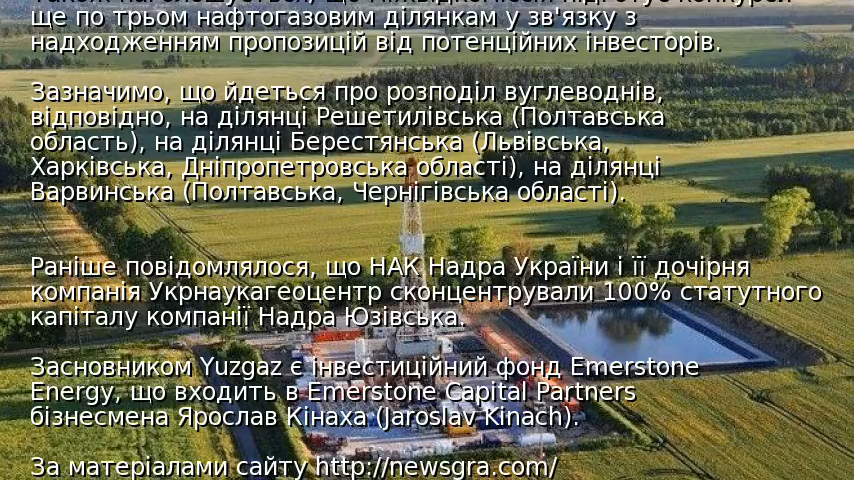 ще по трьом нафтогазовим ділянкам у зв'язку з
надходженням пропозицій від потенційних інвесторів.
Зазначимо, що йдеться про розподіл вуглеводнів,
відповідно, на ділянці Решетилівська (Полтавська
область), на ділянці Берестянська (Львівська,
Харківська, Дніпропетровська області), на ділянці
Варвинська (Полтавська, Чернігівська області).
Раніше повідомлялося, що НАК Надра України і її дочірня
компанія Укрнаукагеоцентр сконцентрували 100% статутного
капіталу компанії Надра Юзівська.
Засновником Yuzgaz є інвестиційний фонд Emerstone
Energy, що входить в Emerstone Capital Partners
бізнесмена Ярослав Кінаха (Jaroslav Kinach).
За матеріалами сайту http://newsgra.com/